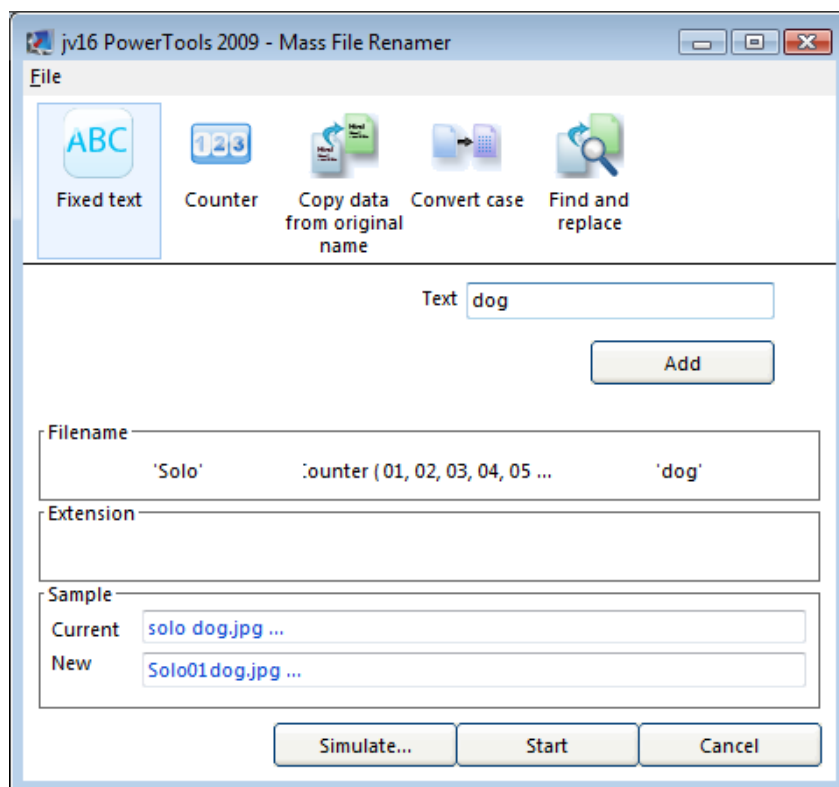 jv16 PowerTools 2009 - Mass File Renamer
File
ABC
123
Fixed text
Counter
Copy data
from original
name
Convert case
Find and
replace
Text dog
Add
Filename
'Solo' :ounter ( 01, 02, 03, 04, 05 ... 'dog'
Extension
Sample
Current solo dog.jpg ...
New Solo01dog.jpg ...
Simulate... Start Cancel